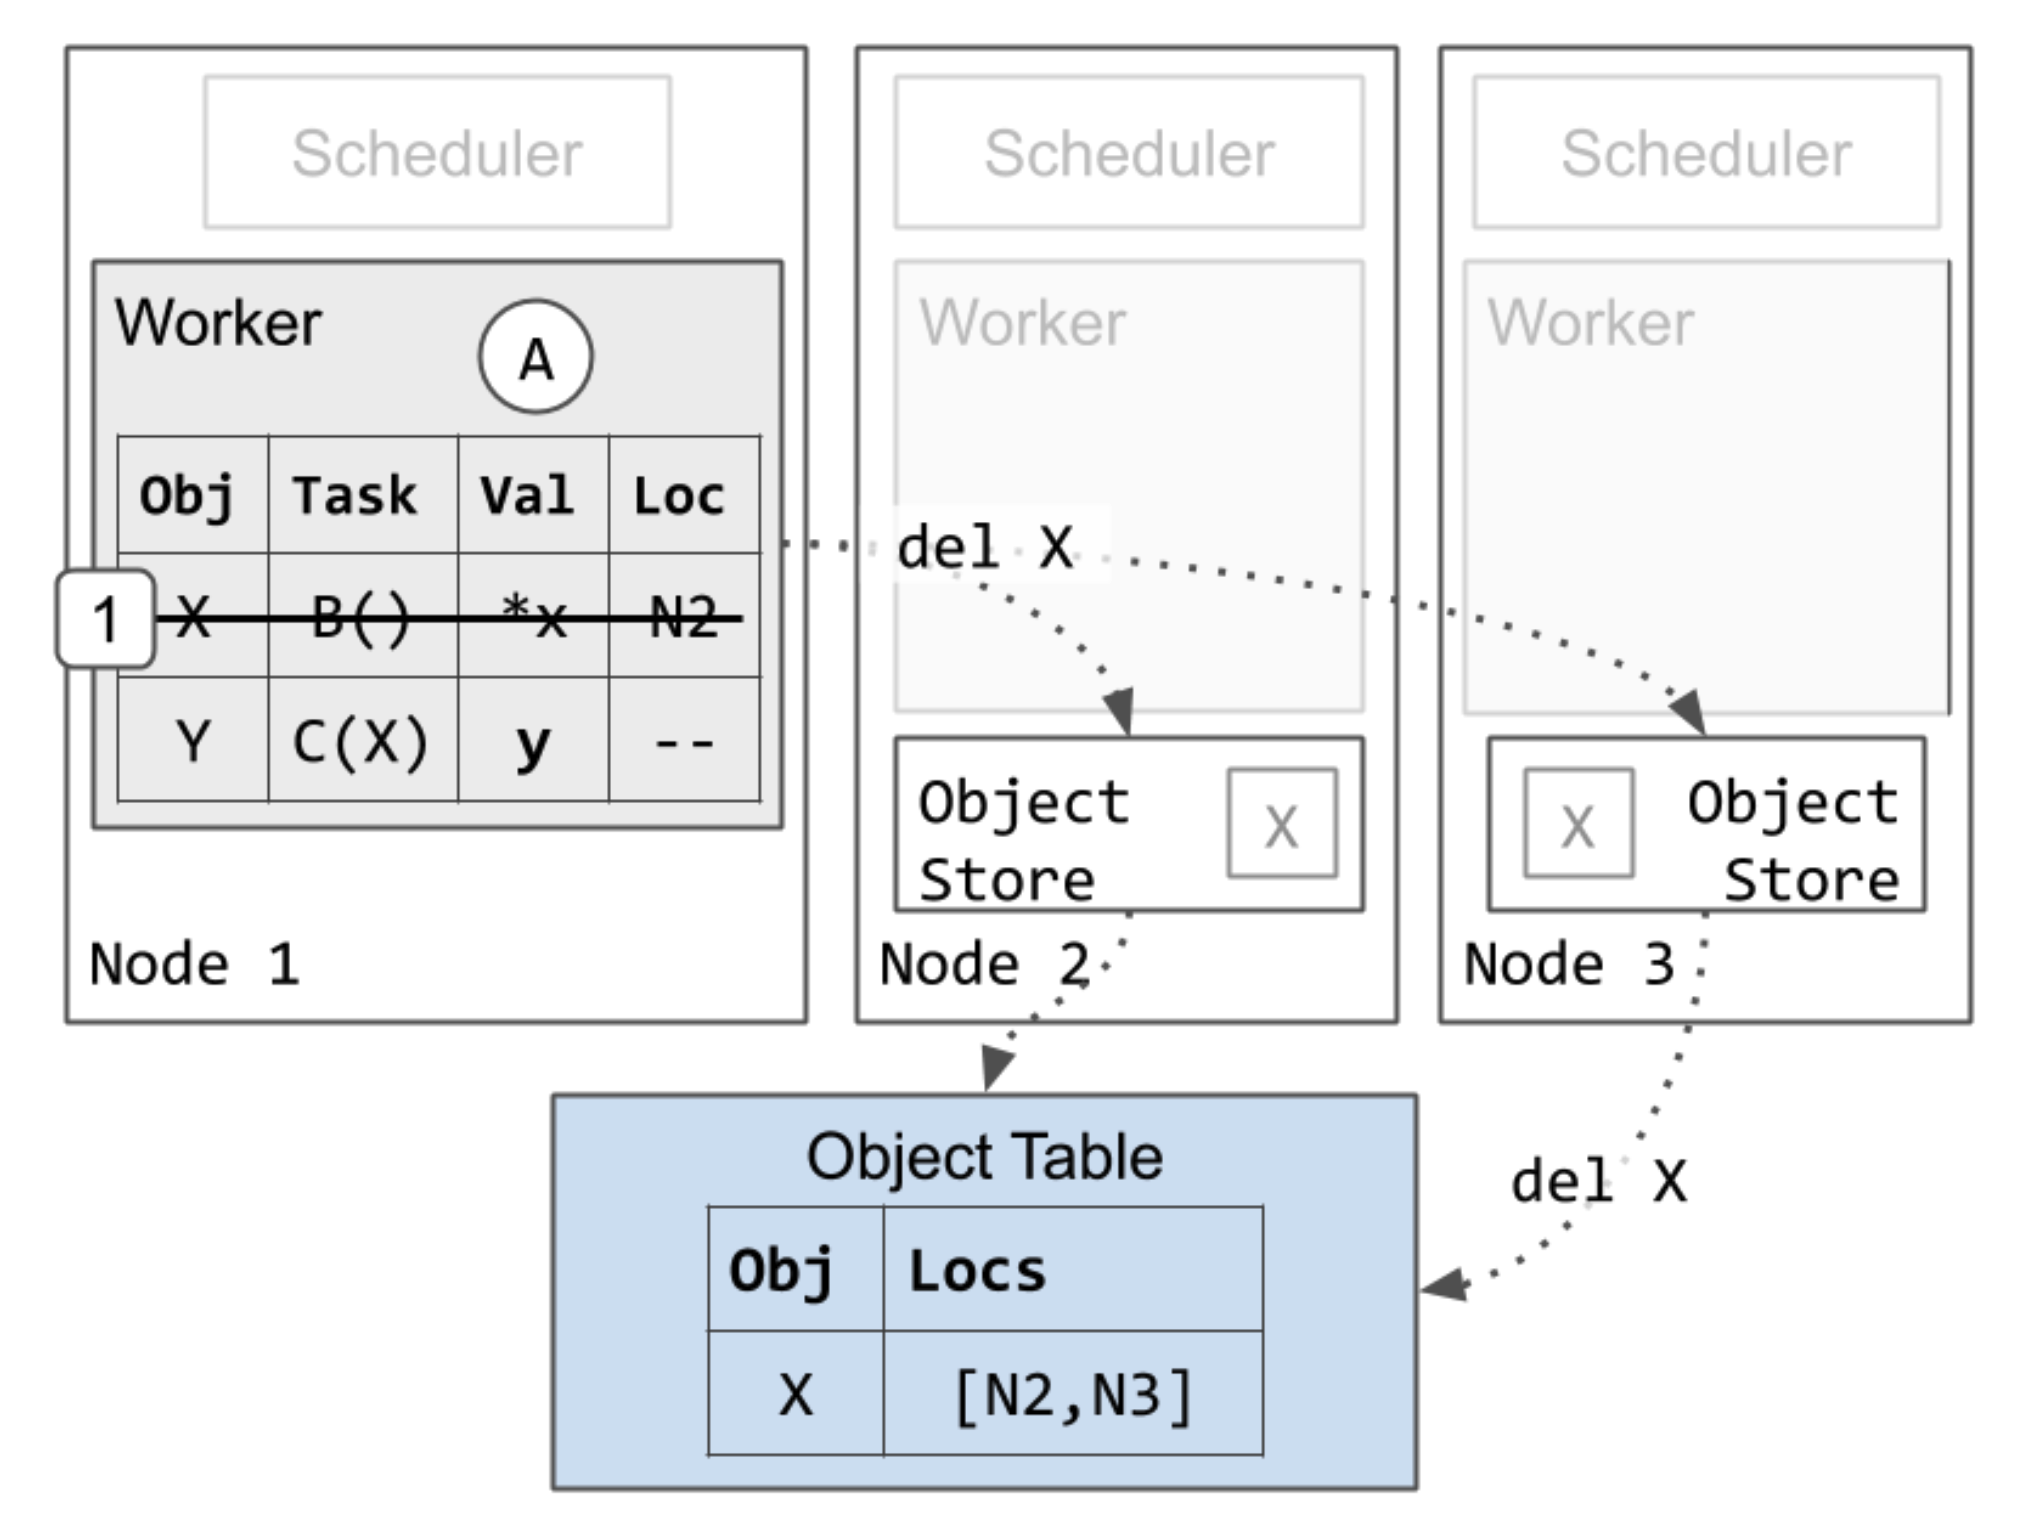 Scheduler
Worker
A
Obj Task Val Loc
1 X B() *x N2
Y C(X) y --
Node 1
Scheduler
Worker
del X
Object
Store
X
Node 2
Scheduler
Worker
X
Object
Store
Node 3
del X
Object Table
Obj Locs
X [N2,N3]